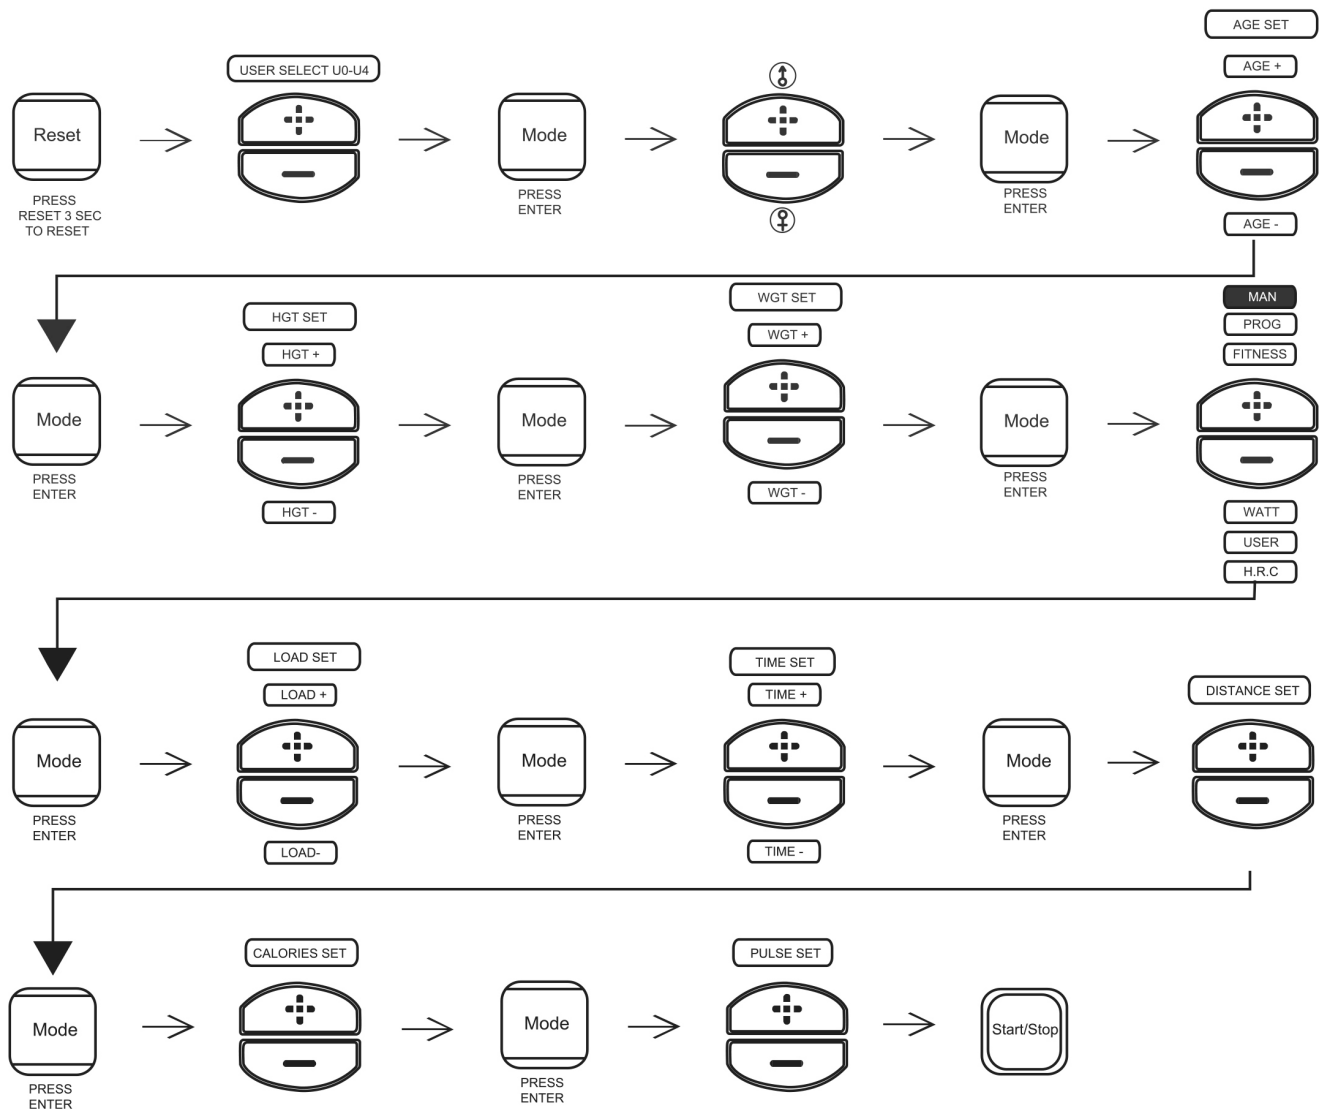 AGE SET
USER SELECT U0-U4
AGE +
Reset
Mode
Mode
PRESS
RESET 3 SEC
TO RESET
PRESS
ENTER
PRESS
ENTER
AGE -
HGT SET
WGT SET
MAN
HGT +
WGT +
PROG
FITNESS
Mode
Mode
Mode
PRESS
ENTER
PRESS
ENTER
PRESS
ENTER
HGT -
WGT -
WATT
USER
H.R.C
LOAD SET
TIME SET
LOAD +
TIME +
DISTANCE SET
Mode
Mode
Mode
PRESS
ENTER
PRESS
ENTER
PRESS
ENTER
LOAD-
TIME -
CALORIES SET
PULSE SET
Mode
Mode
Start/Stop
PRESS
ENTER
PRESS
ENTER